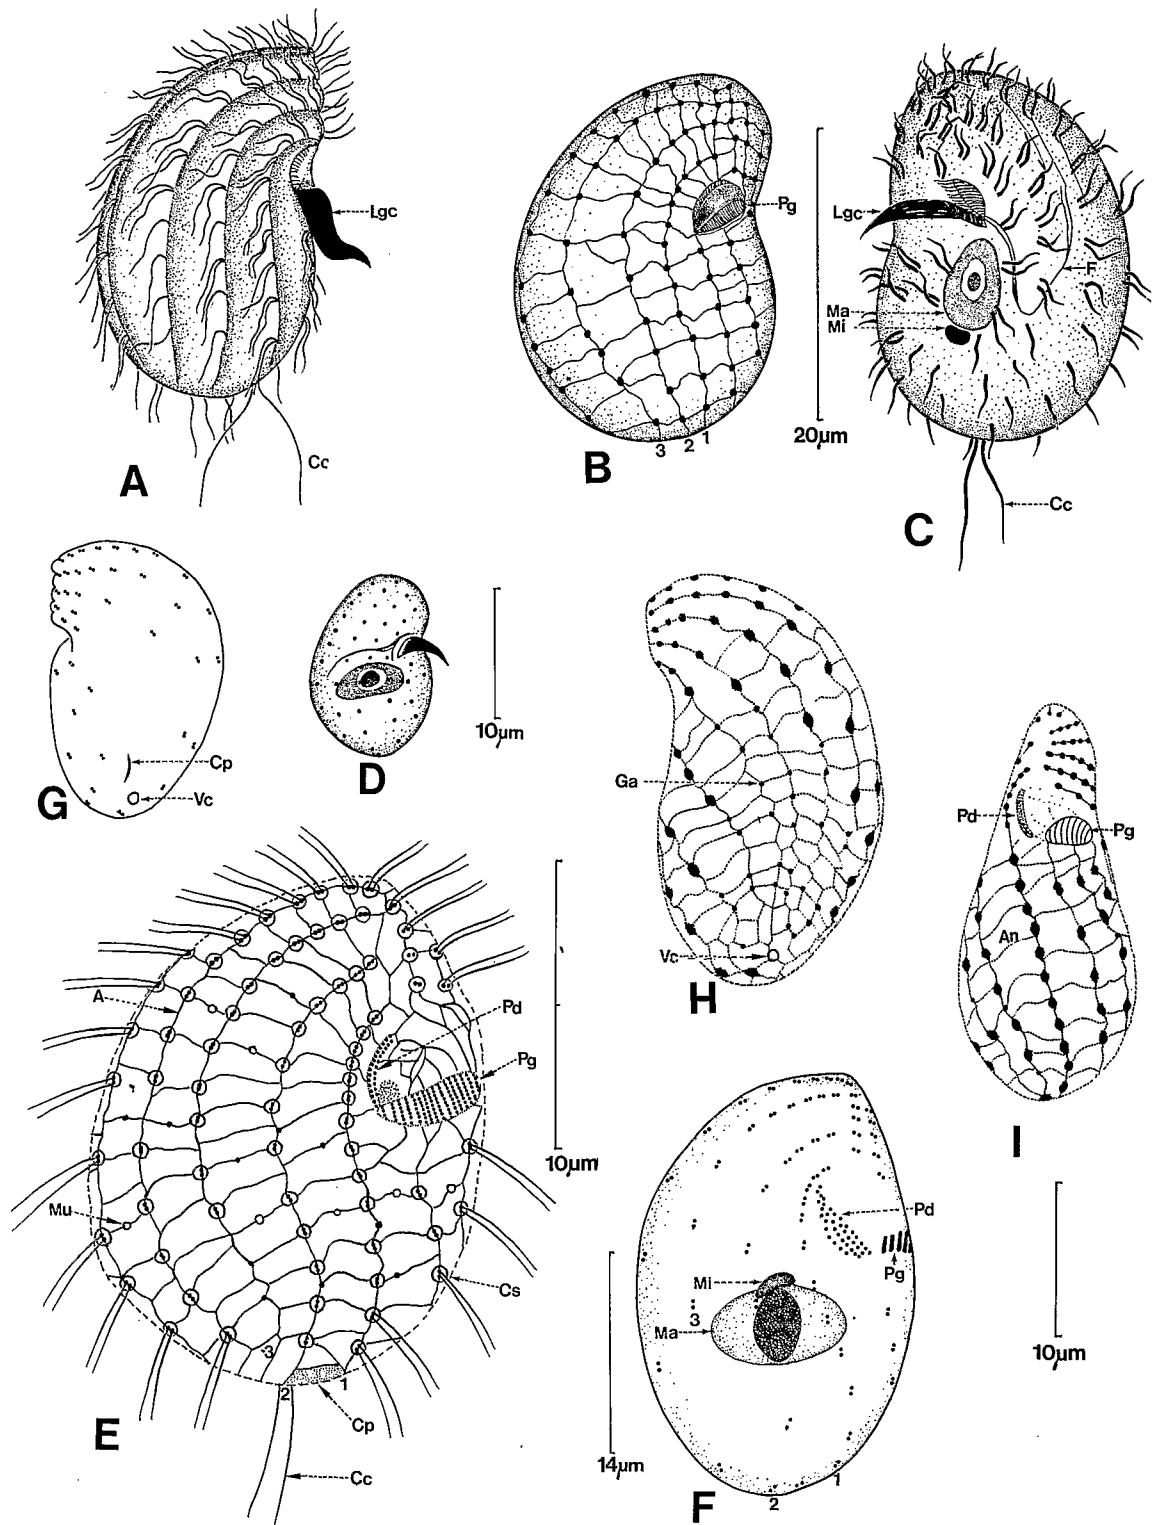 Lgc
Cc
A
Pg
3 2 1
B
20µm
Lgc
F
Ma
Mi
Cc
C
Cp
Vc
G
10µm
D
Ga
Vc
H
Pd
Pg
An
I
A
Pd
Pg
10µm
Mu
Cs
3
2
1
Cp
Cc
E
Pd
Pg
Mi
3
Ma
10µm
14µm
1
2
F